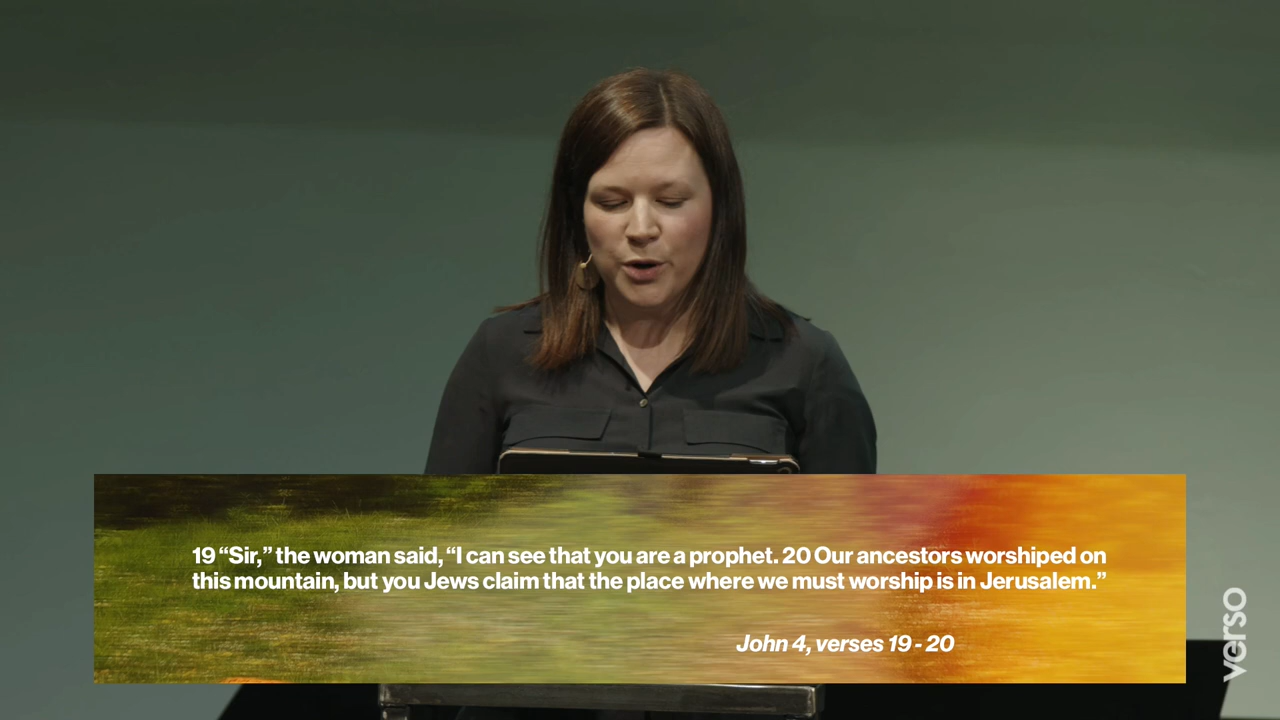 19 “Sir,” the woman said, “I can see that you are a prophet. 20 Our ancestors worshiped on
this mountain, but you Jews claim that the place where we must worship is in Jerusalem.”
John 4, verses 19 - 20
verso